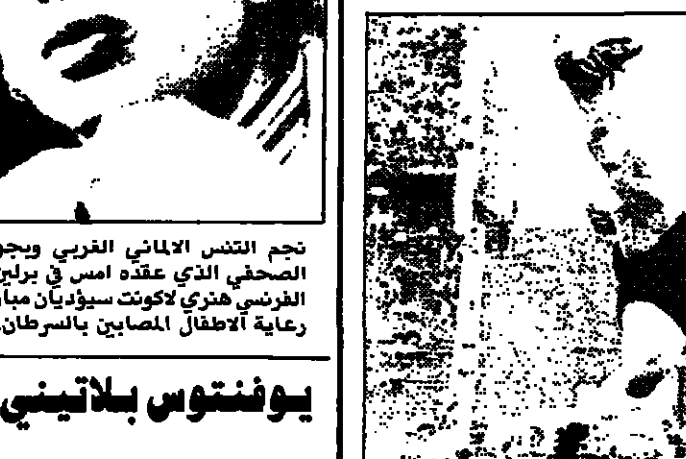 نجم التنس الالماني الغربي
الصحفي الذي عقده امس في برلين
الفرنسي هنري لاكونت سيؤديان
رعاية الاطفال المصابين بالسرطان.
يوفنتوس بلاتيني